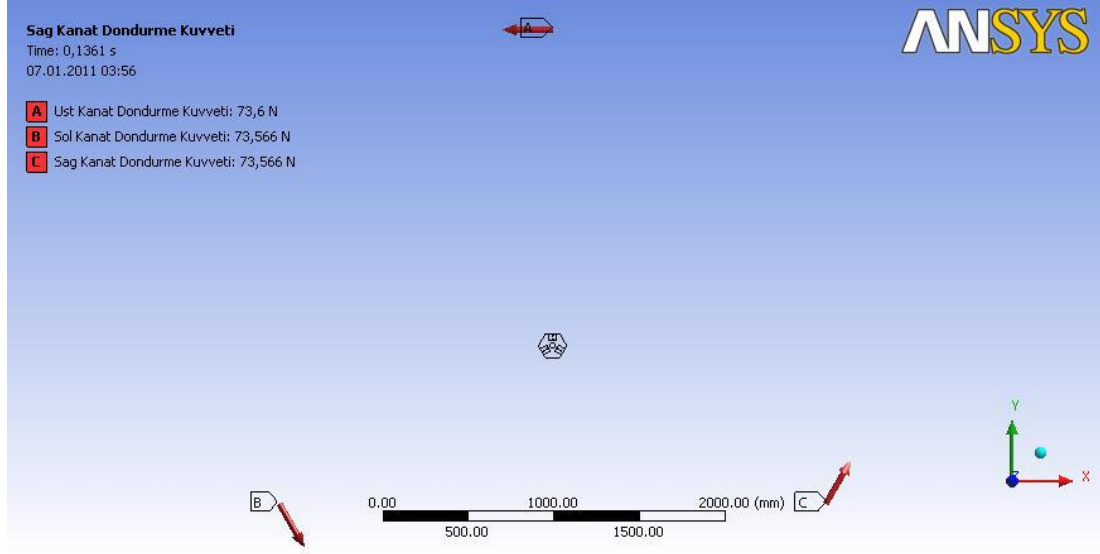 Sag Kanat Dondurme Kuvveti
Time: 0,1361 s
07.01.2011 03:56
A Ust Kanat Dondurme Kuvveti: 73,6 N
B Sol Kanat Dondurme Kuvveti: 73,566 N
C Sag Kanat Dondurme Kuvveti: 73,566 N
A
ANSYS
Y
X
Z
B
C
0.00 1000.00 2000.00 (mm)
500.00 1500.00